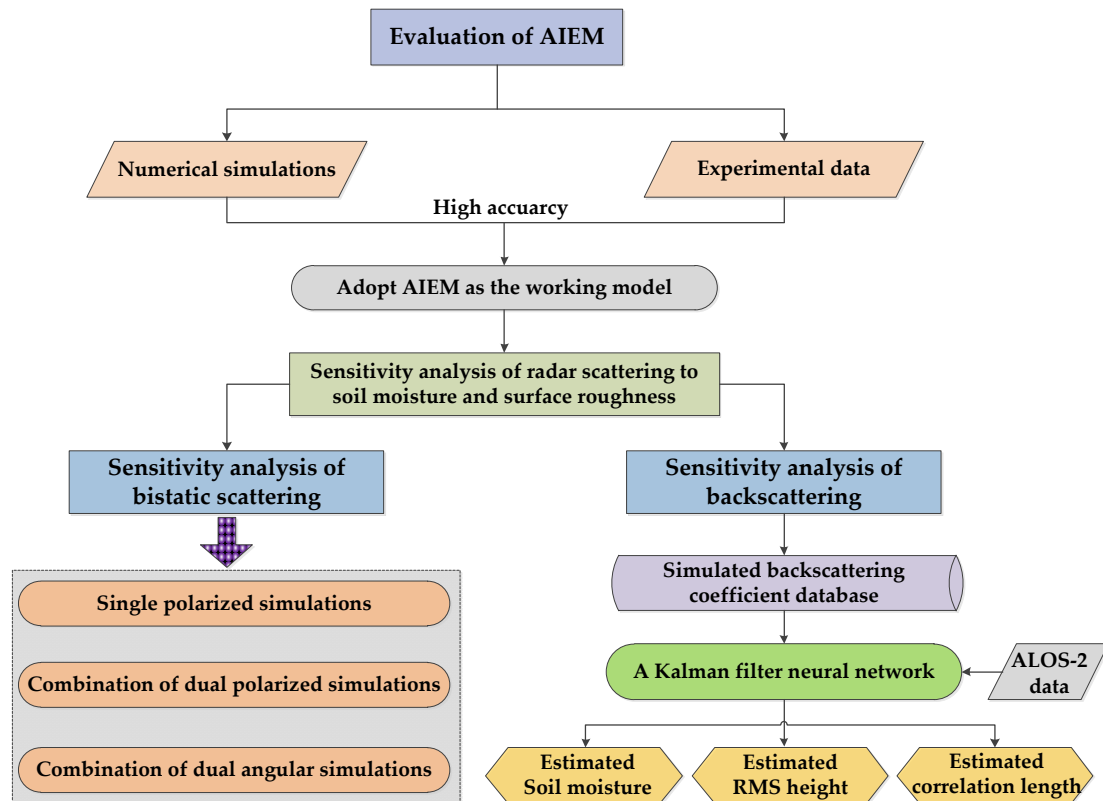 Evaluation of AIEM
Numerical simulations
Experimental data
High accuarcy
Adopt AIEM as the working model
Sensitivity analysis of radar scattering to
soil moisture and surface roughness
Sensitivity analysis of
bistatic scattering
Sensitivity analysis of
backscattering
Single polarized simulations
Combination of dual polarized simulations
Combination of dual angular simulations
Simulated backscattering
coefficient database
A Kalman filter neural network
ALOS-2
data
Estimated
Soil moisture
Estimated
RMS height
Estimated
correlation length